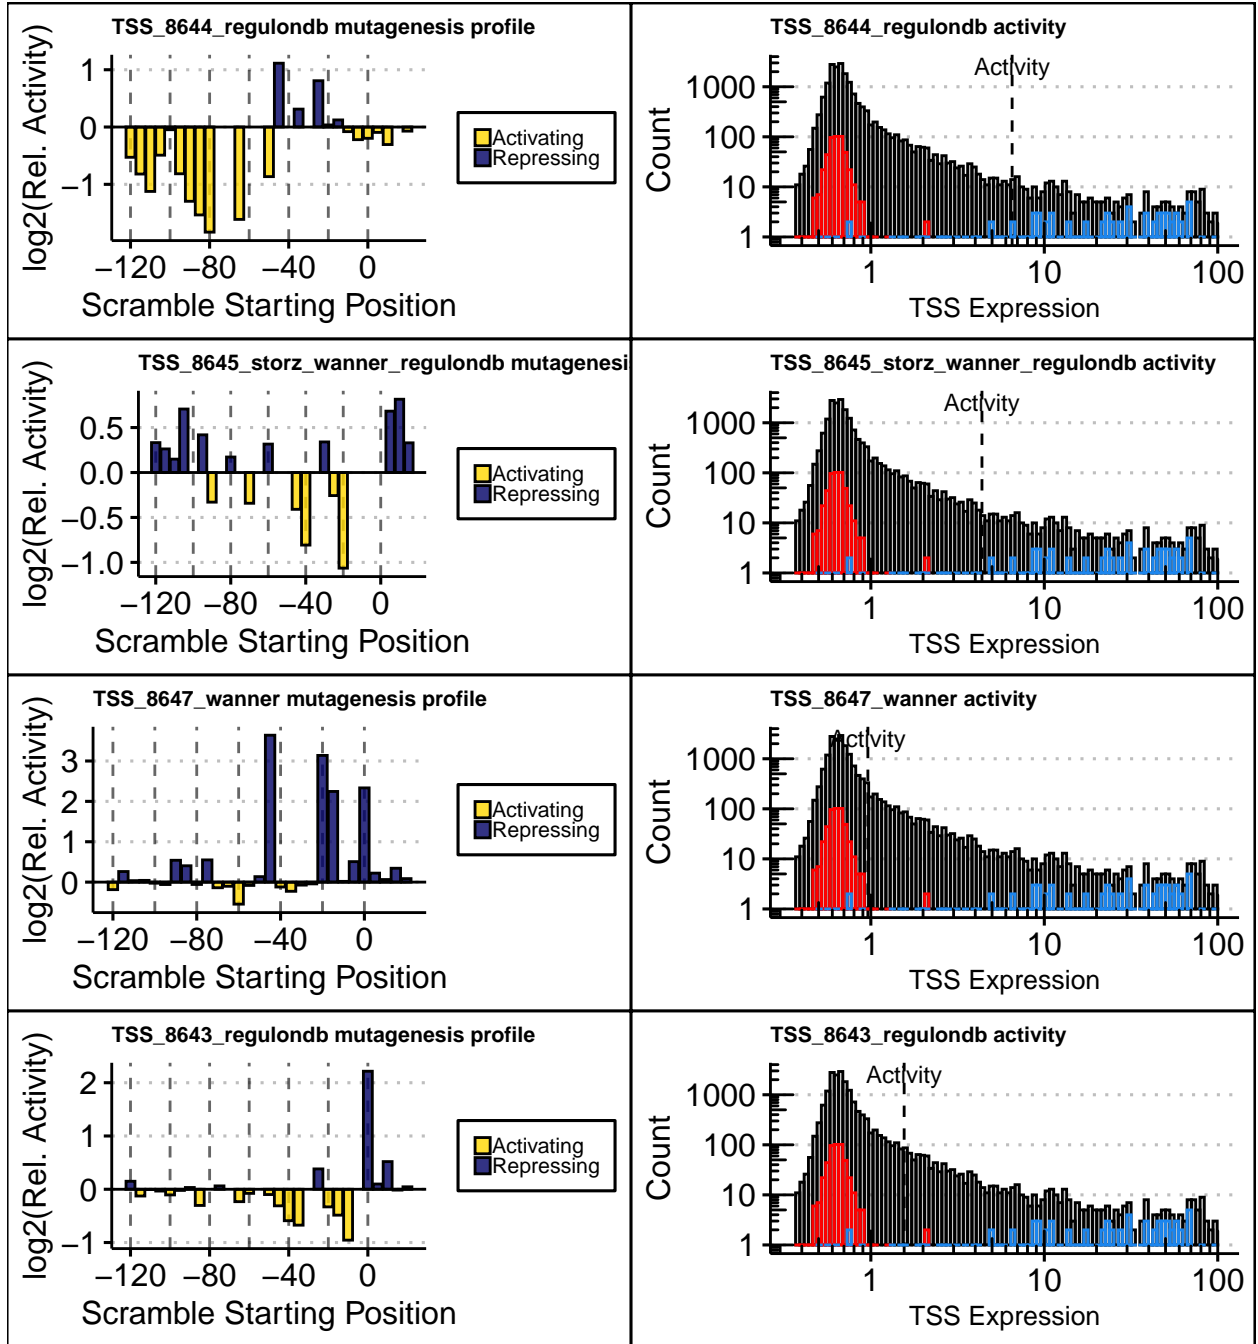 TSS_8644_regulondb mutagenesis profile
log2(Rel. Activity)
1
0
−1
−120 −80 −40 0
Scramble Starting Position
Activating
Repressing
TSS_8644_regulondb activity
Activity
Count
1000
100
10
1
1 10 100
TSS Expression
TSS_8645_storz_wanner_regulondb mutagenesi
log2(Rel. Activity)
0.5
0.0
−0.5
−1.0
−120 −80 −40 0
Scramble Starting Position
Activating
Repressing
TSS_8645_storz_wanner_regulondb activity
Activity
Count
1000
100
10
1
1 10 100
TSS Expression
TSS_8647_wanner mutagenesis profile
log2(Rel. Activity)
3
2
1
0
−120 −80 −40 0
Scramble Starting Position
Activating
Repressing
TSS_8647_wanner activity
Activity
Count
1000
100
10
1
1 10 100
TSS Expression
TSS_8643_regulondb mutagenesis profile
log2(Rel. Activity)
2
1
0
−1
−120 −80 −40 0
Scramble Starting Position
Activating
Repressing
TSS_8643_regulondb activity
Activity
Count
1000
100
10
1
1 10 100
TSS Expression